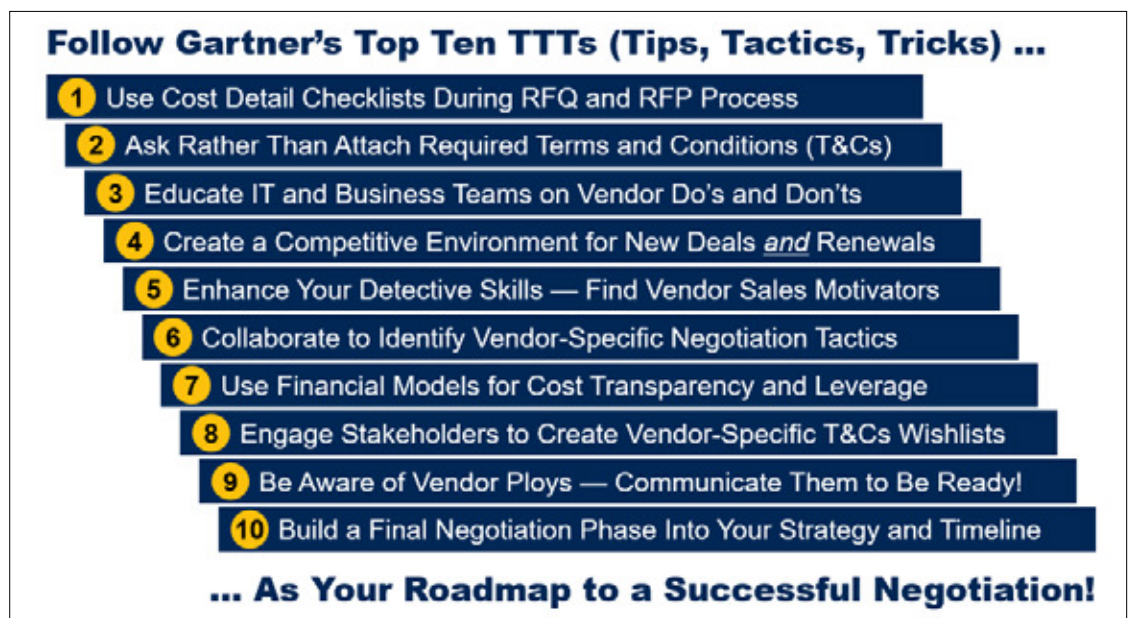 Follow Gartner’s Top Ten TTTs (Tips, Tactics, Tricks) ...
1 Use Cost Detail Checklists During RFQ and RFP Process
2 Ask Rather Than Attach Required Terms and Conditions (T&Cs)
3 Educate IT and Business Teams on Vendor Do’s and Don’ts
4 Create a Competitive Environment for New Deals and Renewals
5 Enhance Your Detective Skills — Find Vendor Sales Motivators
6 Collaborate to Identify Vendor-Specific Negotiation Tactics
7 Use Financial Models for Cost Transparency and Leverage
8 Engage Stakeholders to Create Vendor-Specific T&Cs Wishlists
9 Be Aware of Vendor Ploys — Communicate Them to Be Ready!
10 Build a Final Negotiation Phase Into Your Strategy and Timeline
... As Your Roadmap to a Successful Negotiation!